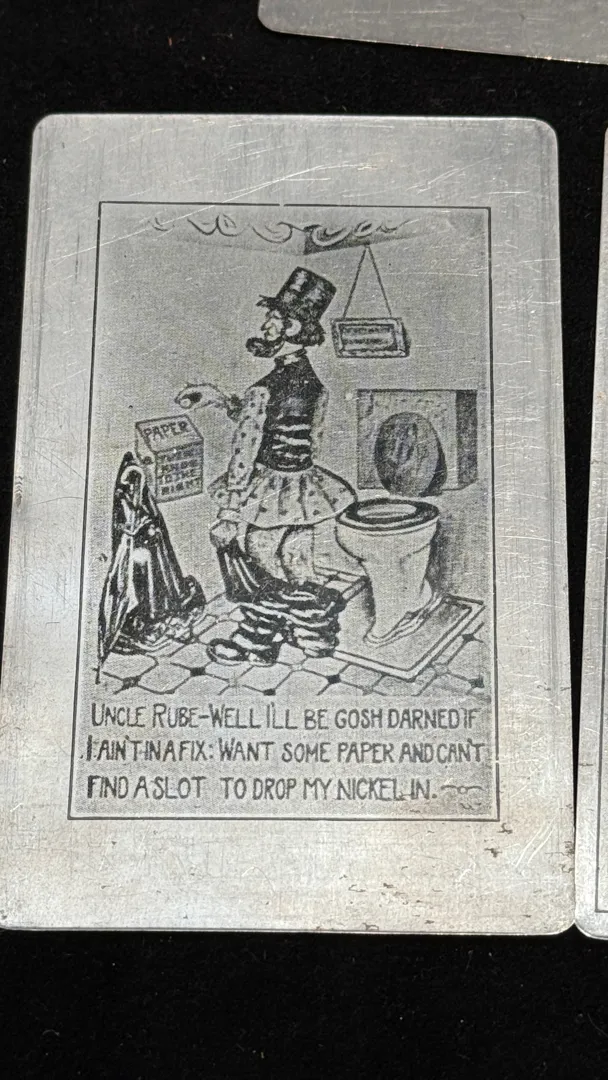 PAPER
UNCLE RUBE-WELL I'LL BE GOSH DARNED IF
I AIN'T IN A FIX: WANT SOME PAPER AND CAN'T
FIND A SLOT TO DROP MY NICKEL IN.